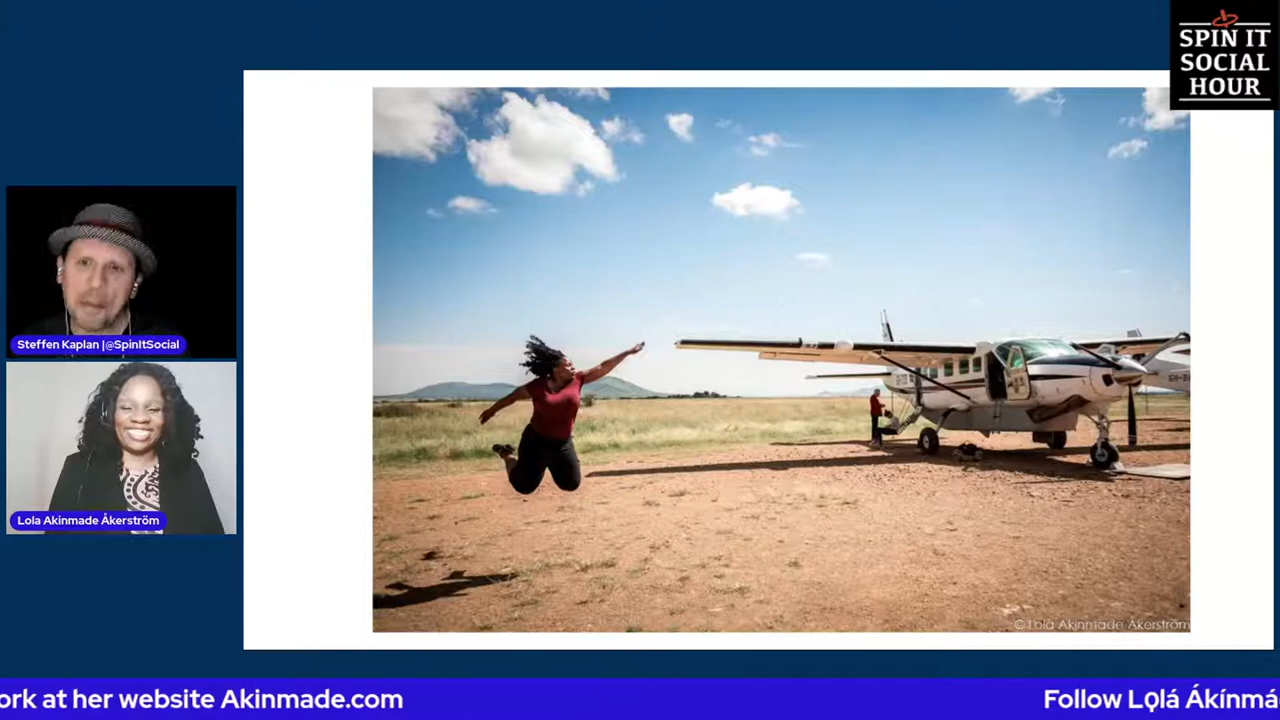 SPIN IT
SOCIAL
HOUR
Steffen Kaplan |@SpinItSocial
Lola Akinmade Åkerström
© Lola Akinmade Åkerström
ork at her website Akinmade.com
Follow Lọlá Ákínmá